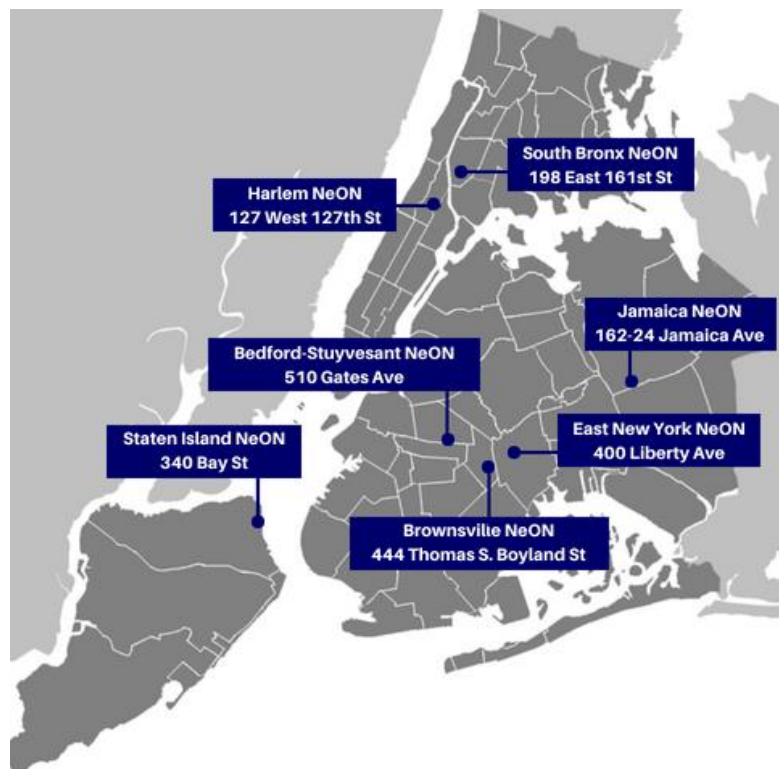 South Bronx NeON
198 East 161st St
Harlem NeON
127 West 127th St
Jamaica NeON
162-24 Jamaica Ave
Bedford-Stuyvesant NeON
510 Gates Ave
East New York NeON
400 Liberty Ave
Staten Island NeON
340 Bay St
Brownsville NeON
444 Thomas S. Boyland St